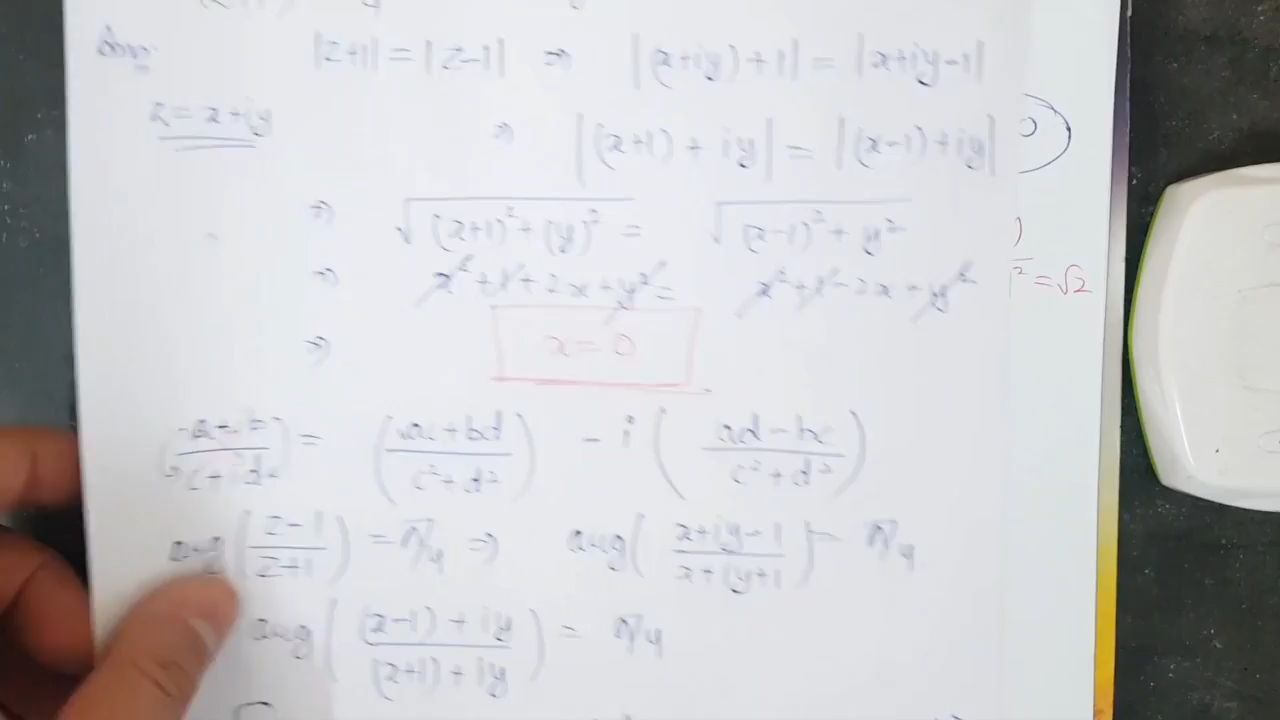 |z+1| = |z-1| ⇒ |(x+iy)+1| = |x+iy-1|
z = x+iy
⇒ |(x+1) + iy| = |(x-1)+iy|
⇒ √((x+1)²+(y)²) = √((x-1)²+y²)
⇒ x²+1+2x+y² = x²+1-2x+y²
⇒ x = 0
= (ac+bd / c²+d²) - i (ad-bc / c²+d²)
arg(z-1 / z+1) = π/4 ⇒ arg(x+iy-1 / x+iy+1) = π/4
arg((x-1)+iy / (x+1)+iy) = π/4
= √2